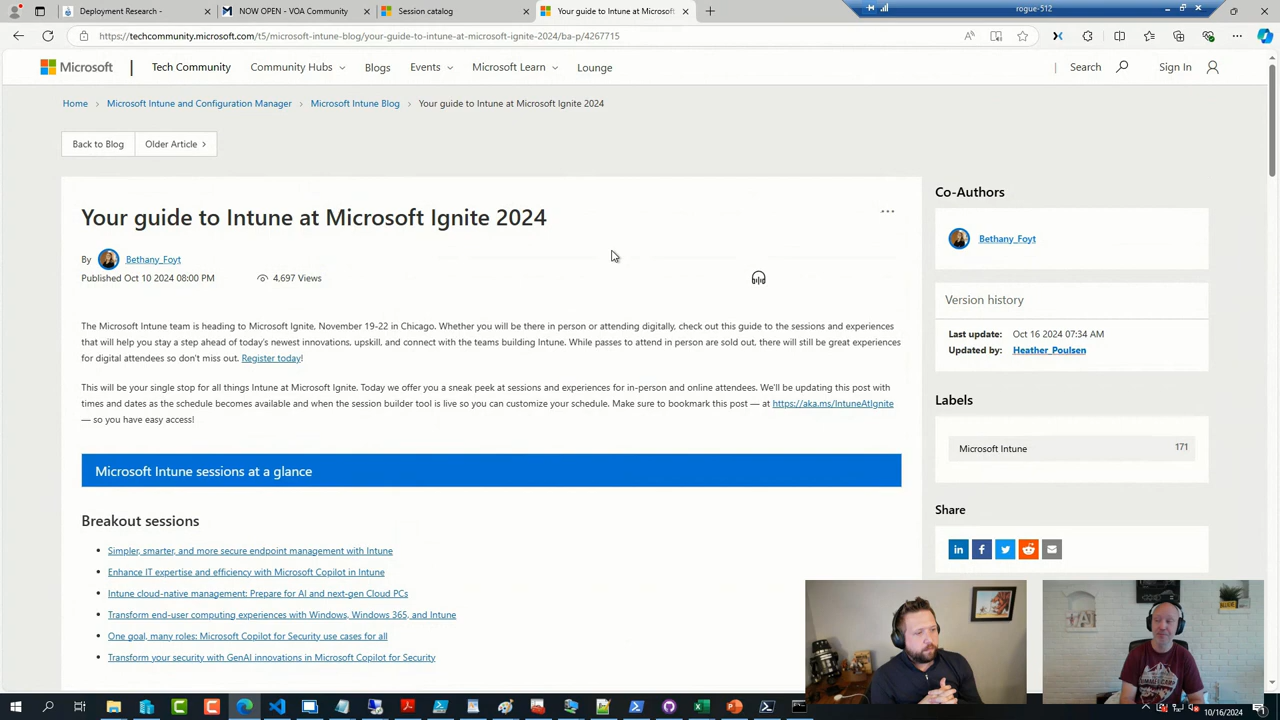 Deployment Research -
NOW OPEN - VOA Community
Session catalog
Your guide to Intune at Microsoft
rogue-512
https://techcommunity.microsoft.com/t5/microsoft-intune-blog/your-guide-to-intune-at-microsoft-ignite-2024/ba-p/4267715
Microsoft
Tech Community
Community Hubs
Blogs
Events
Microsoft Learn
Lounge
Search
Sign In
Home > Microsoft Intune and Configuration Manager > Microsoft Intune Blog > Your guide to Intune at Microsoft Ignite 2024
Back to Blog
Older Article >
Your guide to Intune at Microsoft Ignite 2024
By Bethany_Foyt
Published Oct 10 2024 08:00 PM
4,697 Views
The Microsoft Intune team is heading to Microsoft Ignite, November 19-22 in Chicago. Whether you will be there in person or attending digitally, check out this guide to the sessions and experiences
that will help you stay a step ahead of today's newest innovations, upskill, and connect with the teams building Intune. While passes to attend in person are sold out, there will still be great experiences
for digital attendees so don't miss out. Register today!
This will be your single stop for all things Intune at Microsoft Ignite. Today we offer you a sneak peek at sessions and experiences for in-person and online attendees. We'll be updating this post with
times and dates as the schedule becomes available and when the session builder tool is live so you can customize your schedule. Make sure to bookmark this post — at https://aka.ms/IntuneAtIgnite
— so you have easy access!
Microsoft Intune sessions at a glance
Breakout sessions
Simpler, smarter, and more secure endpoint management with Intune
Enhance IT expertise and efficiency with Microsoft Copilot in Intune
Intune cloud-native management: Prepare for AI and next-gen Cloud PCs
Transform end-user computing experiences with Windows, Windows 365, and Intune
One goal, many roles: Microsoft Copilot for Security use cases for all
Transform your security with GenAI innovations in Microsoft Copilot for Security
Co-Authors
Bethany_Foyt
Version history
Last update: Oct 16 2024 07:34 AM
Updated by: Heather_Poulsen
Labels
Microsoft Intune 171
Share
10/16/2024